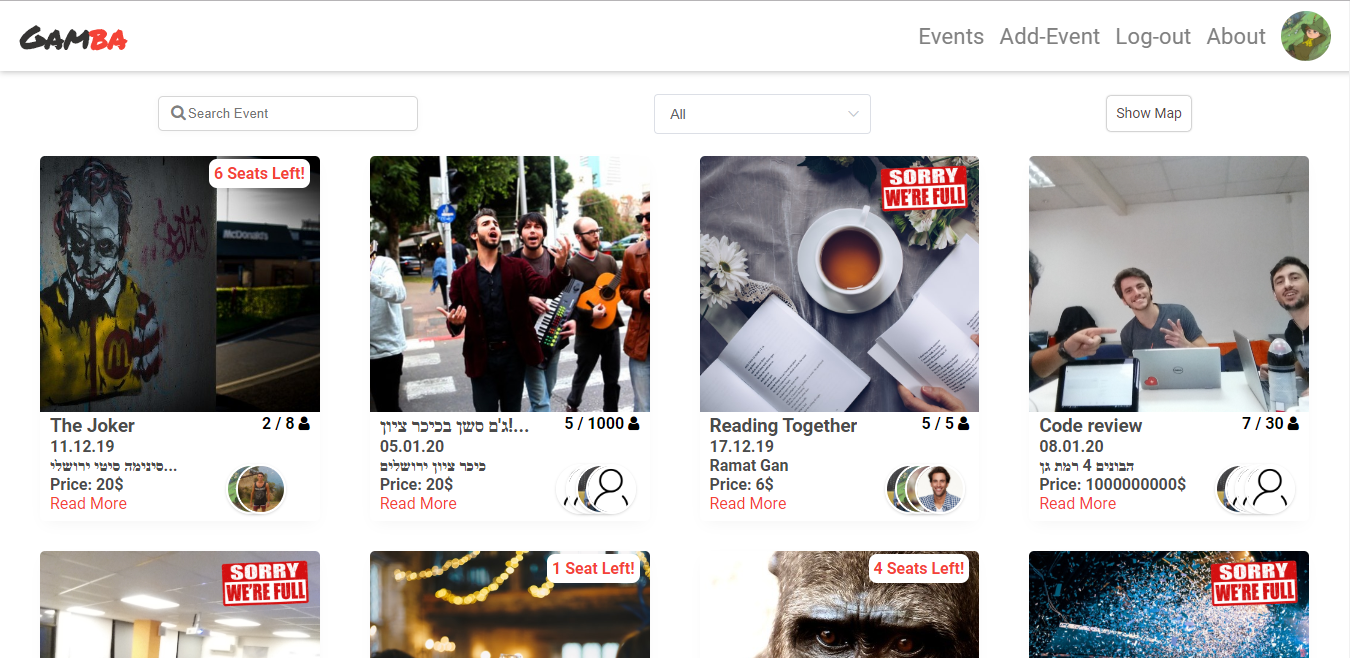 GAMBA
Events Add-Event Log-out About
Search Event
All
Show Map
6 Seats Left!
McDonald's
SORRY
WE'RE FULL
The Joker 2 / 8
11.12.19
סינימה סיטי ירושלי...
Price: 20$
Read More
ג'ם סשן בכיכר ציון!... 5 / 1000
05.01.20
כיכר ציון ירושלים
Price: 20$
Read More
Reading Together 5 / 5
17.12.19
Ramat Gan
Price: 6$
Read More
Code review 7 / 30
08.01.20
הבונים 4 רמת גן
Price: 1000000000$
Read More
SORRY
WE'RE FULL
1 Seat Left!
4 Seats Left!
SORRY
WE'RE FULL